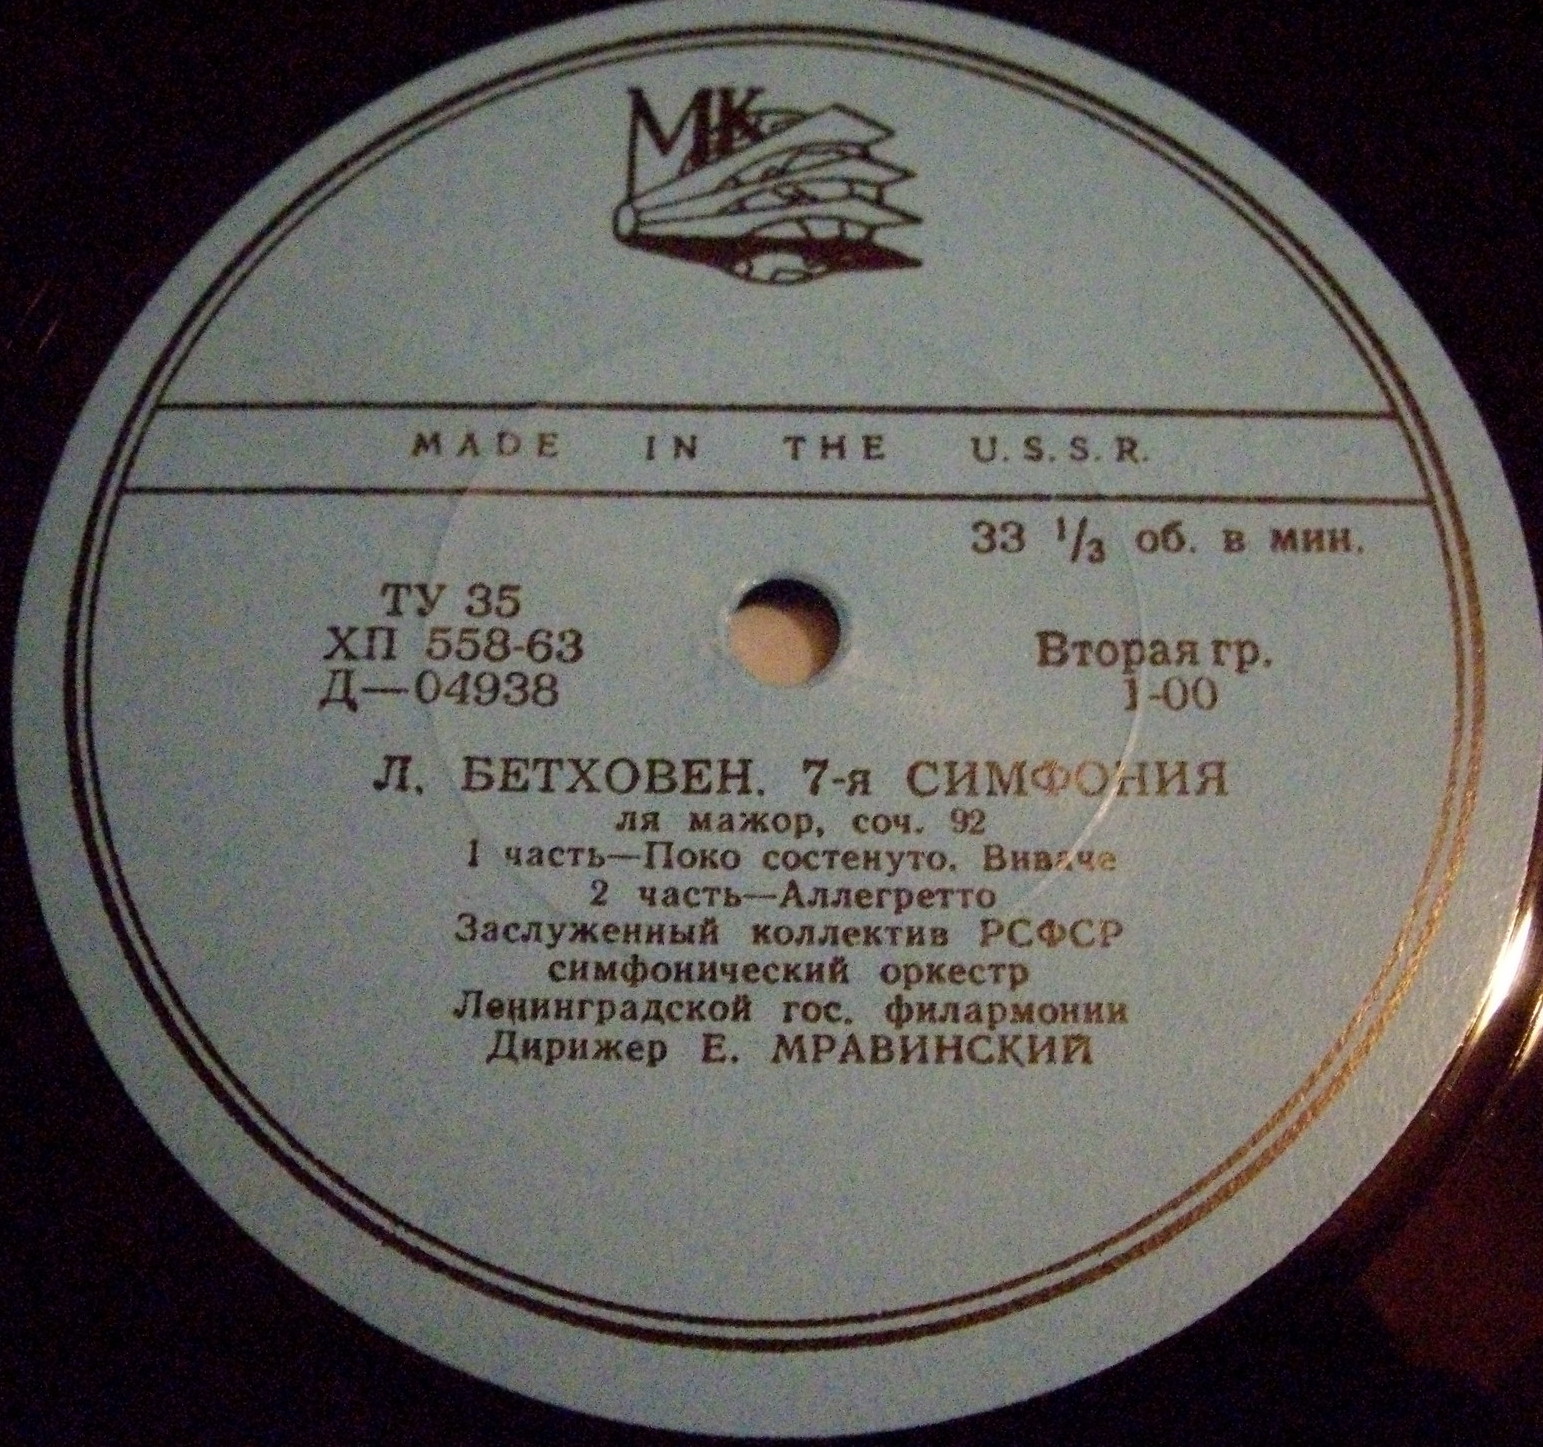 МК
MADE IN THE U.S.S.R.
33 1/3 об. в мин.
ТУ 35
ХП 558-63
Д—04938
Вторая гр.
1-00
Л. БЕТХОВЕН. 7-я СИМФОНИЯ
ля мажор, соч. 92
1 часть—Поко состенуто. Виваче
2 часть—Аллегретто
Заслуженный коллектив РСФСР
симфонический оркестр
Ленинградской гос. филармонии
Дирижер Е. МРАВИНСКИЙ